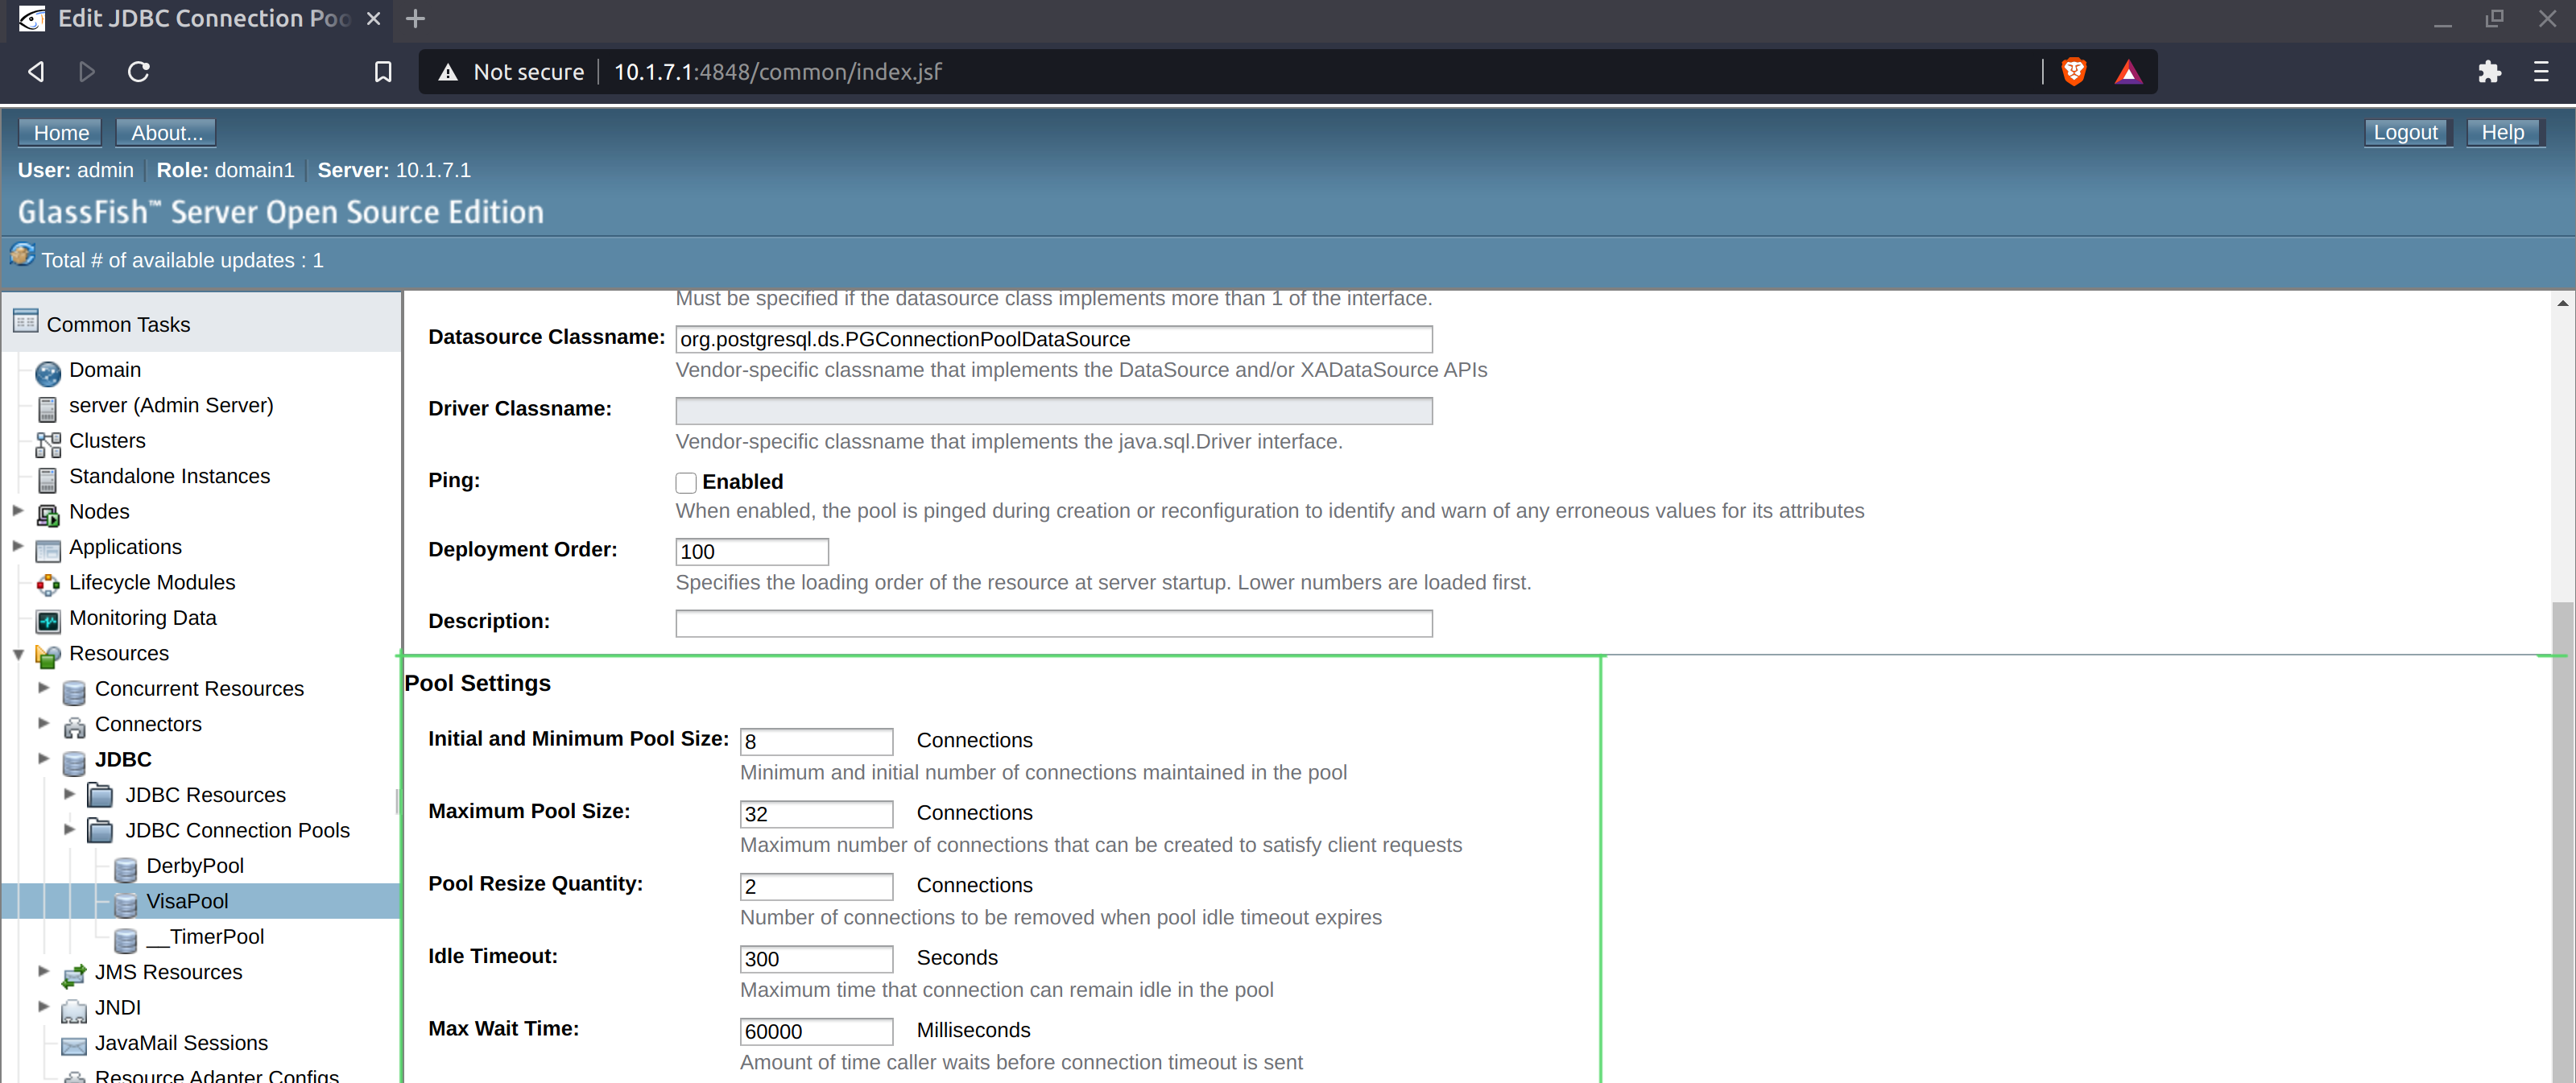 Edit JDBC Connection Poo
Not secure
10.1.7.1:4848/common/index.jsf
Home
About...
Logout
Help
User: admin
Role: domain1
Server: 10.1.7.1
GlassFish™ Server Open Source Edition
Total # of available updates : 1
Common Tasks
Domain
server (Admin Server)
Clusters
Standalone Instances
Nodes
Applications
Lifecycle Modules
Monitoring Data
Resources
Concurrent Resources
Connectors
JDBC
JDBC Resources
JDBC Connection Pools
DerbyPool
VisaPool
__TimerPool
JMS Resources
JNDI
JavaMail Sessions
Resource Adapter Configs
Must be specified if the datasource class implements more than 1 of the interface.
Datasource Classname: org.postgresql.ds.PGConnectionPoolDataSource
Vendor-specific classname that implements the DataSource and/or XADataSource APIs
Driver Classname:
Vendor-specific classname that implements the java.sql.Driver interface.
Ping: Enabled
When enabled, the pool is pinged during creation or reconfiguration to identify and warn of any erroneous values for its attributes
Deployment Order: 100
Specifies the loading order of the resource at server startup. Lower numbers are loaded first.
Description:
Pool Settings
Initial and Minimum Pool Size: 8 Connections
Minimum and initial number of connections maintained in the pool
Maximum Pool Size: 32 Connections
Maximum number of connections that can be created to satisfy client requests
Pool Resize Quantity: 2 Connections
Number of connections to be removed when pool idle timeout expires
Idle Timeout: 300 Seconds
Maximum time that connection can remain idle in the pool
Max Wait Time: 60000 Milliseconds
Amount of time caller waits before connection timeout is sent